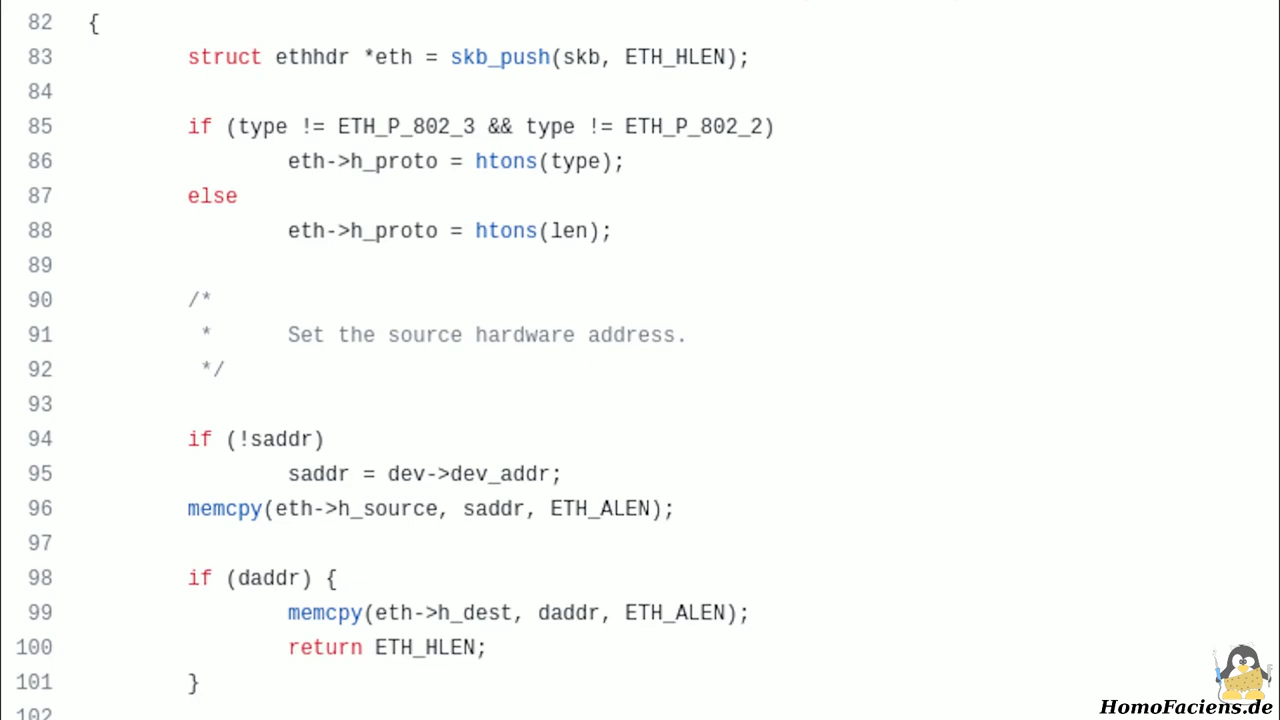 82 {
83 struct ethhdr *eth = skb_push(skb, ETH_HLEN);
84
85 if (type != ETH_P_802_3 && type != ETH_P_802_2)
86 eth->h_proto = htons(type);
87 else
88 eth->h_proto = htons(len);
89
90 /*
91 * Set the source hardware address.
92 */
93
94 if (!saddr)
95 saddr = dev->dev_addr;
96 memcpy(eth->h_source, saddr, ETH_ALEN);
97
98 if (daddr) {
99 memcpy(eth->h_dest, daddr, ETH_ALEN);
100 return ETH_HLEN;
101 }
102
HomoFaciens.de